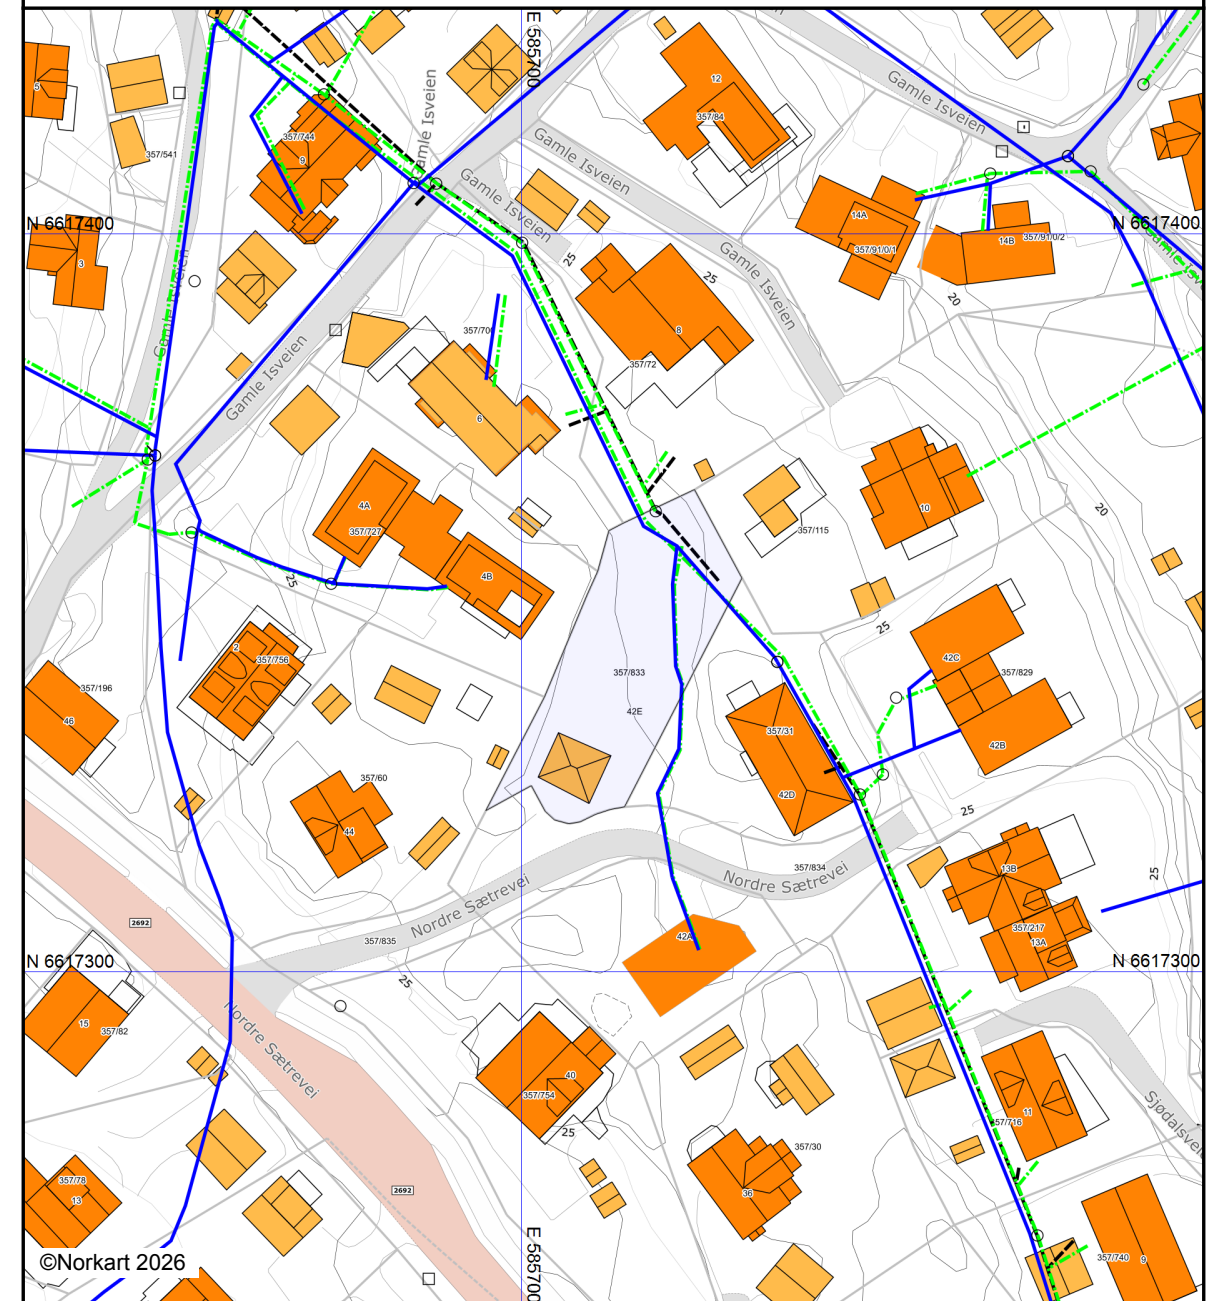 E 585700
Gamle Isveien
Gamle Isveien
5
12
357/84
357/744
9
357/541
Gamle Isveien
Gamle Isveien
14A
357/91/0/1
14B
357/91/0/2
N 6617400
N 6617400
3
25
25
20
Gamle Isveien
Gamle Isveien
8
357/72
357/700
Gamle Isveien
6
4A
357/727
10
20
357/115
25
4B
25
2
357/756
357/196
46
357/833
42E
42C
357/829
42B
357/31
42D
357/60
44
25
357/834
Nordre Sætrevei
Nordre Sætrevei
13B
25
357/217
13A
2692
357/835
42A
N 6617300
N 6617300
25
15
357/82
Nordre Sætrevei
40
357/754
25
11
357/716
Sjødalsvei
357/30
36
357/78
13
2692
E 585700
357/740
9
©Norkart 2026